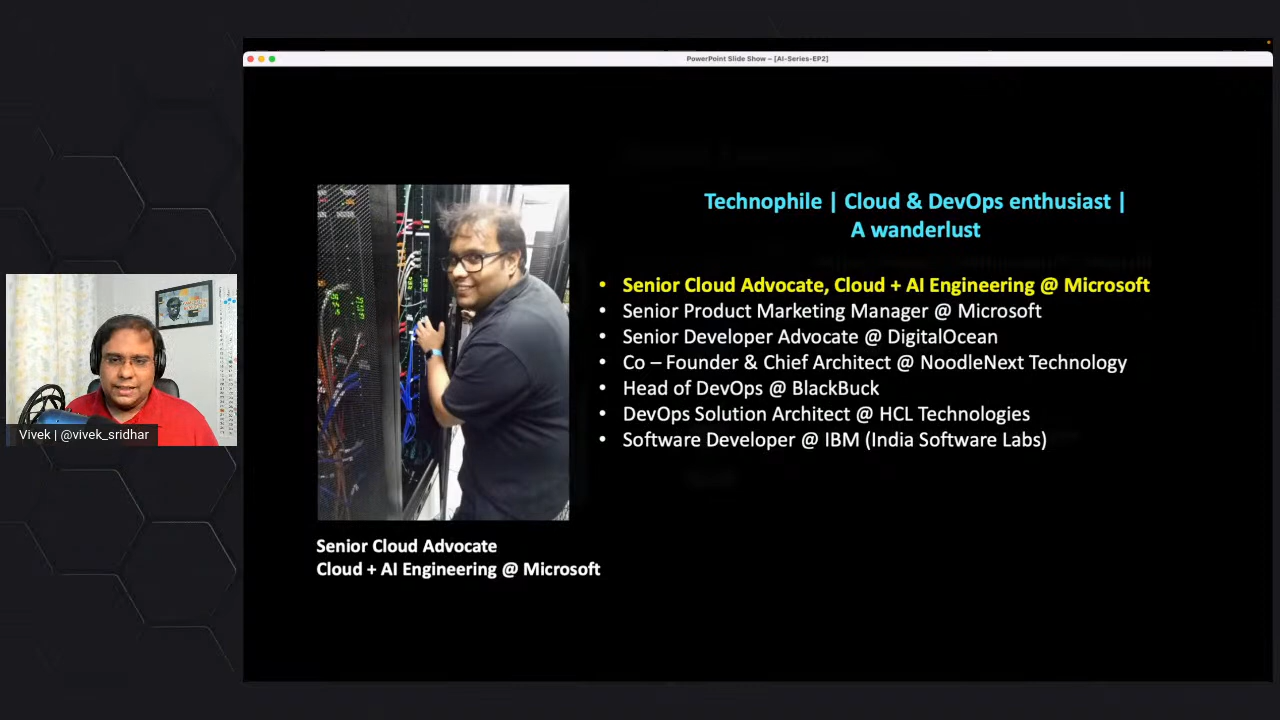 PowerPoint Slide Show – [AI-Series-EP2]
Technophile | Cloud & DevOps enthusiast |
A wanderlust
• Senior Cloud Advocate, Cloud + AI Engineering @ Microsoft
• Senior Product Marketing Manager @ Microsoft
• Senior Developer Advocate @ DigitalOcean
• Co – Founder & Chief Architect @ NoodleNext Technology
• Head of DevOps @ BlackBuck
• DevOps Solution Architect @ HCL Technologies
• Software Developer @ IBM (India Software Labs)
Senior Cloud Advocate
Cloud + AI Engineering @ Microsoft
Vivek | @vivek_sridhar